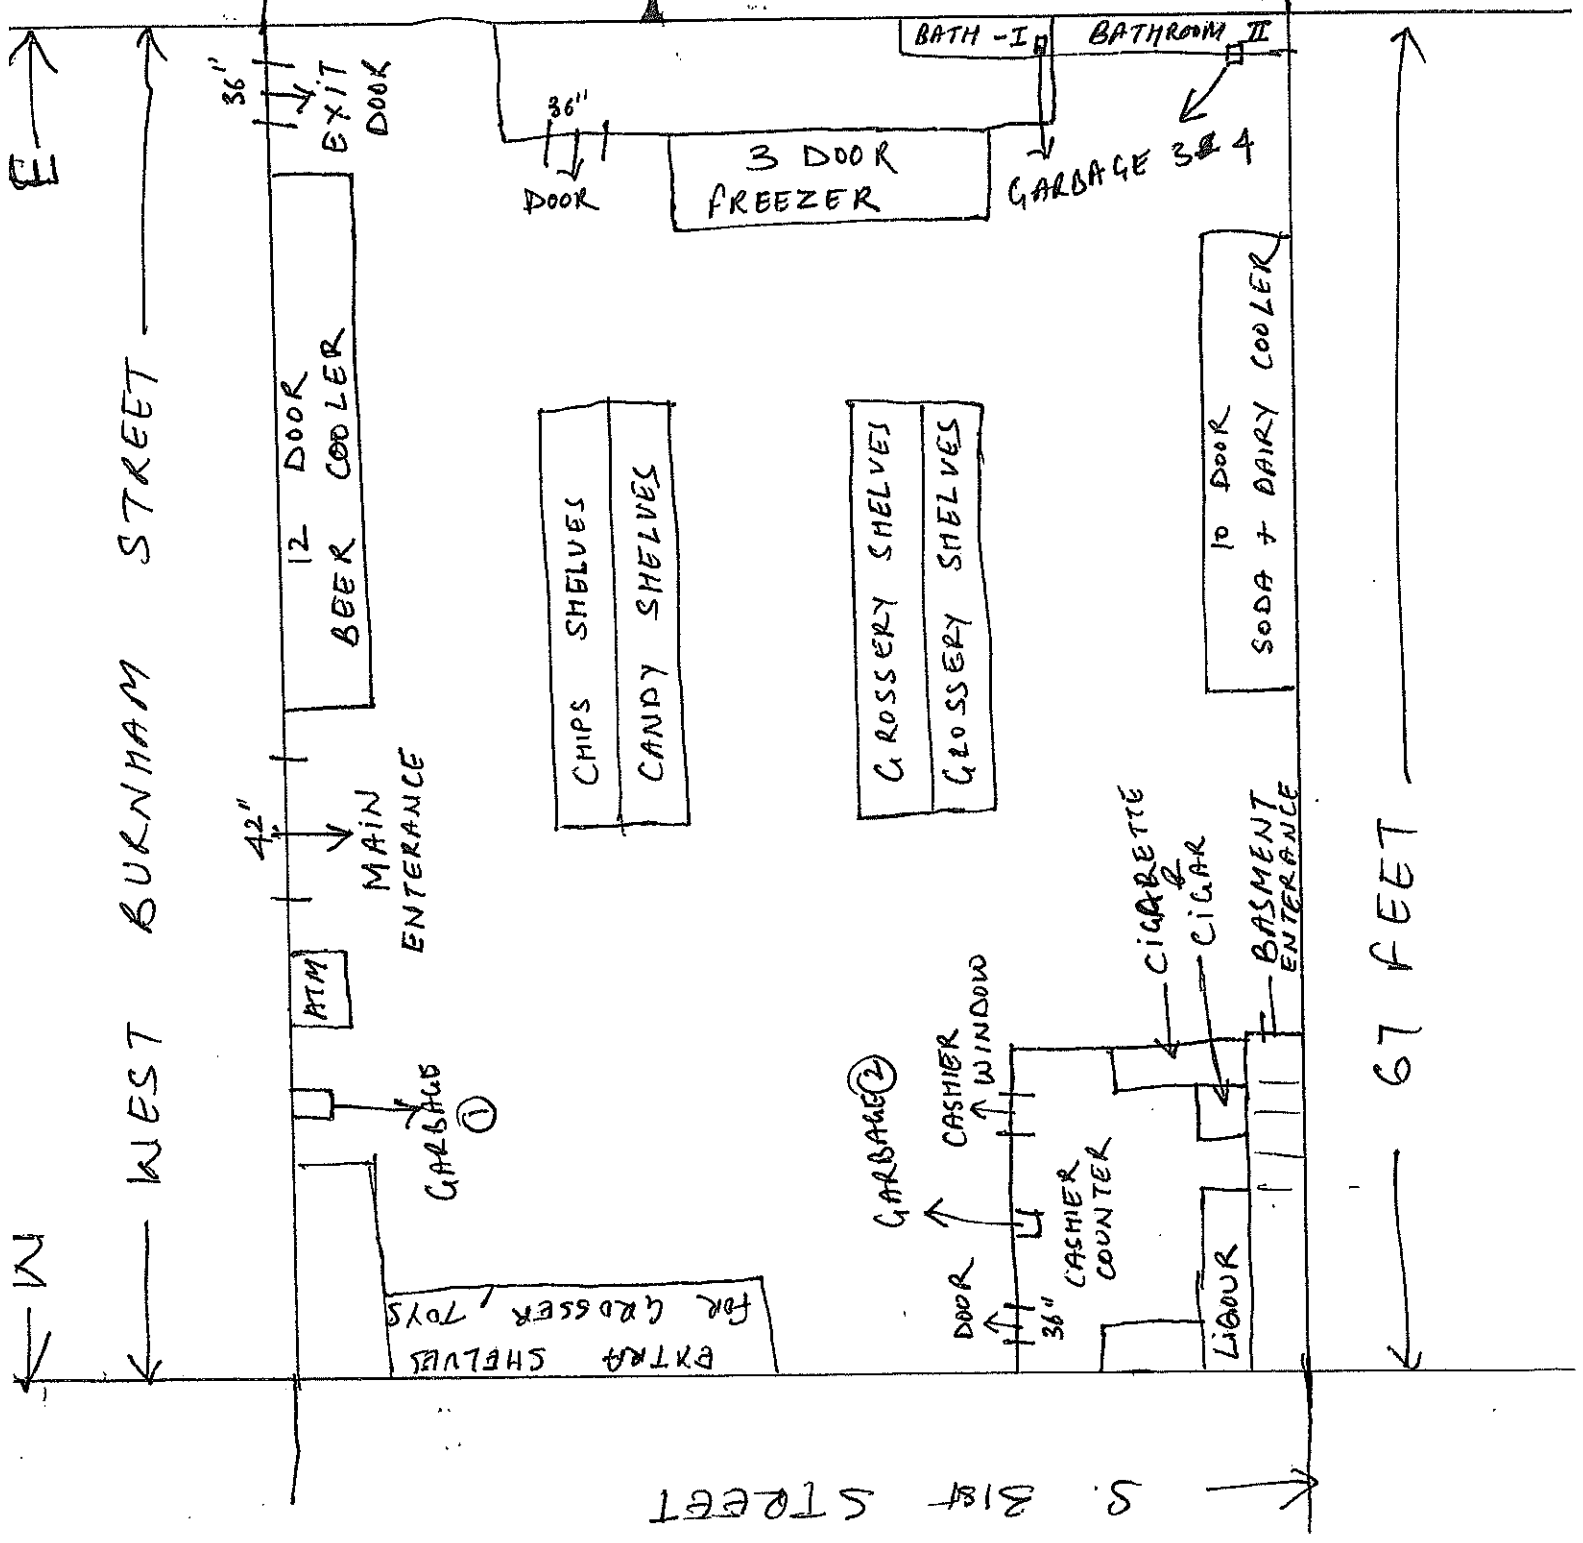 E
W
WEST BURNHAM STREET
36"
EXIT
DOOR
12 DOOR
BEER COOLER
42"
MAIN
ENTERANCE
ATM
GARBAGE
1
EXTRA SHELVES
FOR GROSSER, TOYS
36"
DOOR
3 DOOR
FREEZER
BATH - I
BATHROOM II
GARBAGE 3 & 4
CHIPS SHELVES
CANDY SHELVES
GROSSERY SHELVES
GROSSERY SHELVES
10 DOOR
SODA + DAIRY COOLER
GARBAGE 2
CASHIER
WINDOW
DOOR
36"
CASHIER
COUNTER
CIGARETTE
&
CIGAR
BASMENT
ENTERANCE
LIQOUR
67 FEET
S. 31st STREET